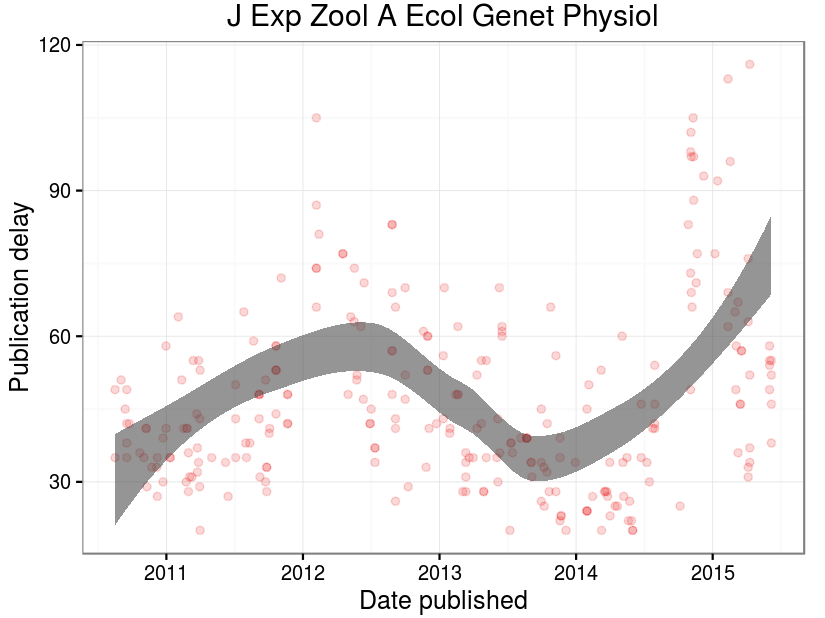 J Exp Zool A Ecol Genet Physiol
120
90
60
30
Publication delay
2011 2012 2013 2014 2015
Date published